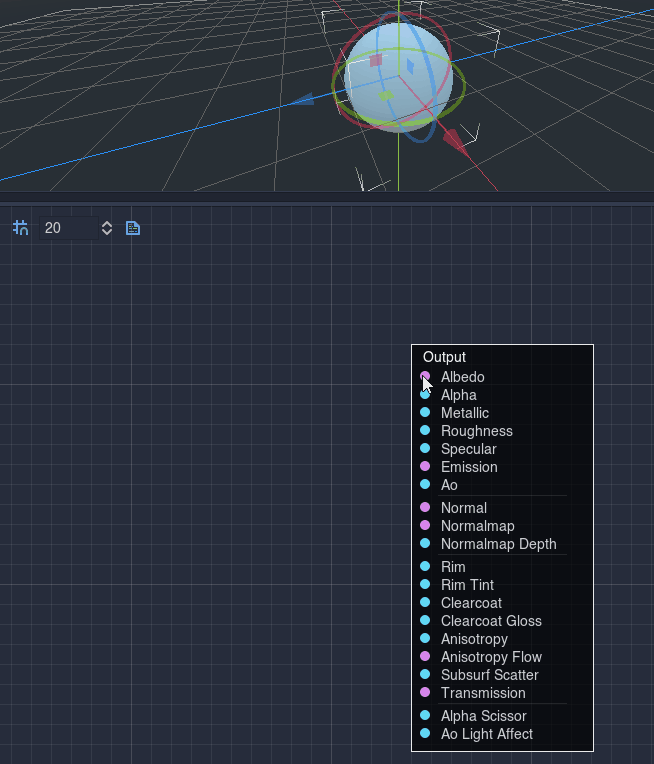 20
Output
Albedo
Alpha
Metallic
Roughness
Specular
Emission
Ao
Normal
Normalmap
Normalmap Depth
Rim
Rim Tint
Clearcoat
Clearcoat Gloss
Anisotropy
Anisotropy Flow
Subsurf Scatter
Transmission
Alpha Scissor
Ao Light Affect